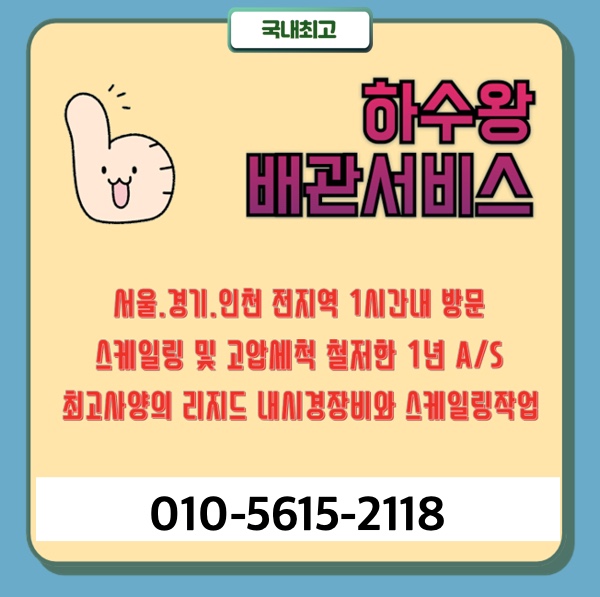 국내최고
하수왕
배관서비스
서울.경기.인천 전지역 1시간내 방문
스케일링 및 고압세척 철저한 1년 A/S
최고사양의 리지드 내시경장비와 스케일링작업
010-5615-2118